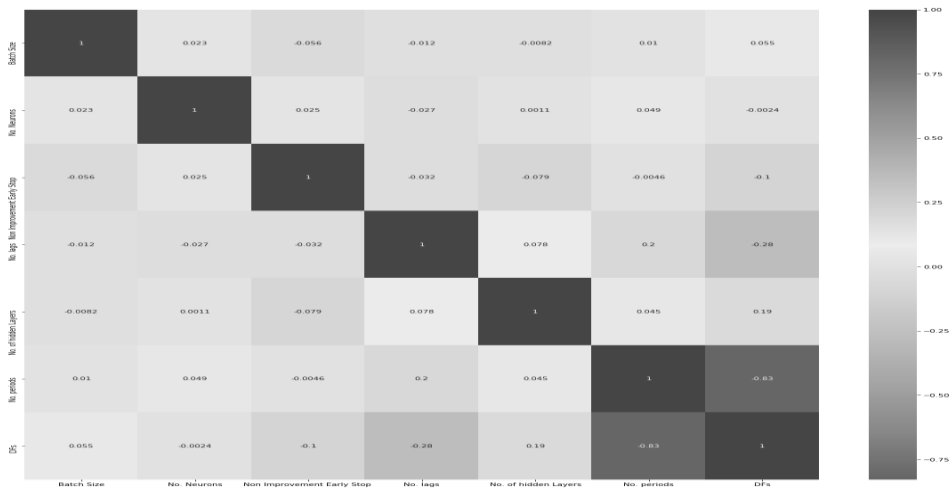 Batch Size 1 0.023 -0.056 -0.012 -0.0082 0.01 0.055
No. Neurons 0.023 1 0.025 -0.027 0.0011 0.049 -0.0024
Non Improvement Early Stop -0.056 0.025 1 -0.032 -0.079 -0.0046 -0.1
No. lags -0.012 -0.027 -0.032 1 0.078 0.2 -0.28
No. of hidden Layers -0.0082 0.0011 -0.079 0.078 1 0.045 0.19
No. periods 0.01 0.049 -0.0046 0.2 0.045 1 -0.83
DFs 0.055 -0.0024 -0.1 -0.28 0.19 -0.83 1
Batch Size No. Neurons Non Improvement Early Stop No. lags No. of hidden Layers No. periods DFs
1.00
0.75
0.50
0.25
0.00
−0.25
−0.50
−0.75